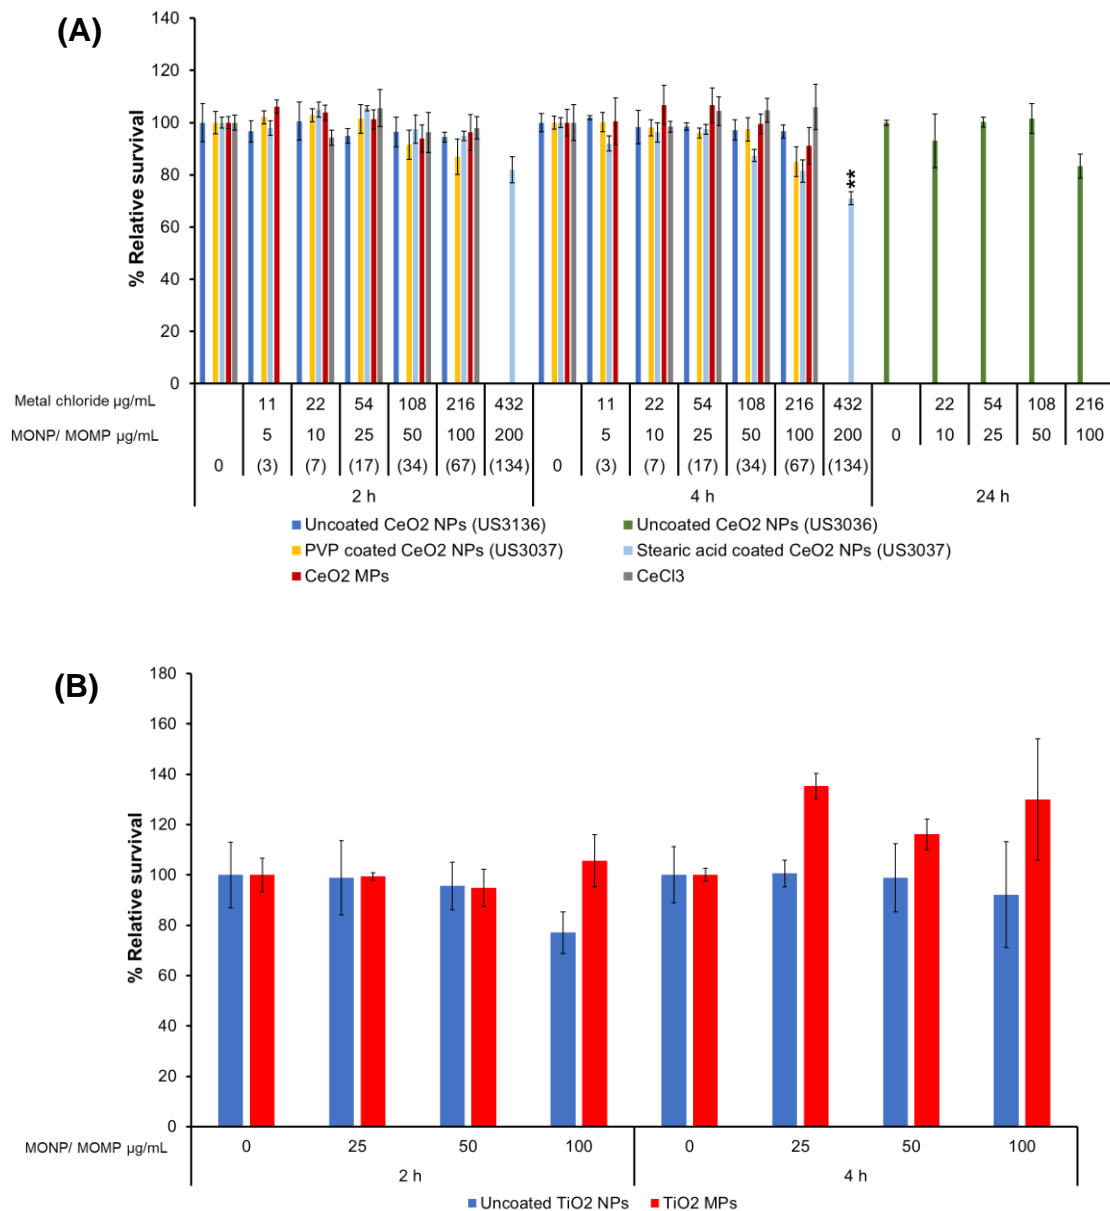 (A)
% Relative survival
140
120
100
80
60
40
20
0
**
Metal chloride µg/mL 11 22 54 108 216 432 11 22 54 108 216 432 22 54 108 216
MONP/ MOMP µg/mL 5 10 25 50 100 200 5 10 25 50 100 200 0 10 25 50 100
0 (3) (7) (17) (34) (67) (134) 0 (3) (7) (17) (34) (67) (134)
2 h 4 h 24 h
Uncoated CeO2 NPs (US3136) Uncoated CeO2 NPs (US3036)
PVP coated CeO2 NPs (US3037) Stearic acid coated CeO2 NPs (US3037)
CeO2 MPs CeCl3
(B)
% Relative survival
180
160
140
120
100
80
60
40
20
0
MONP/ MOMP µg/mL 0 25 50 100 0 25 50 100
2 h 4 h
Uncoated TiO2 NPs TiO2 MPs